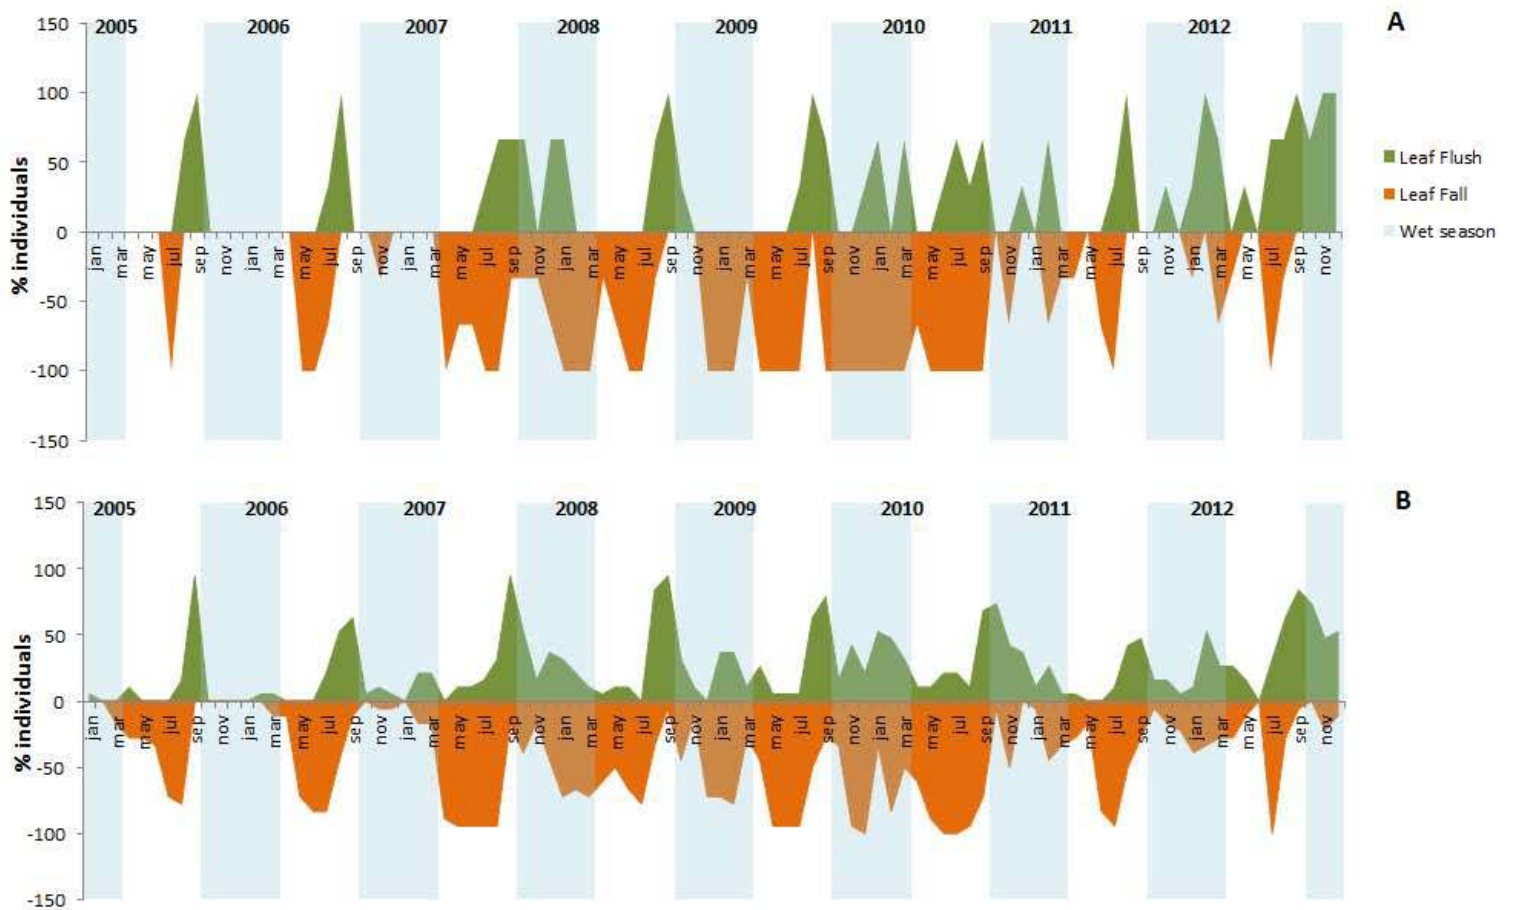 2005 2006 2007 2008 2009 2010 2011 2012 A
150
100
50
0
-50
-100
-150
% individuals
jan mar may jul sep nov jan mar may jul sep nov jan mar may jul sep nov jan mar may jul sep nov jan mar may jul sep nov jan mar may jul sep nov jan mar may jul sep nov jan mar may jul sep nov
Leaf Flush
Leaf Fall
Wet season
2005 2006 2007 2008 2009 2010 2011 2012 B
150
100
50
0
-50
-100
-150
% individuals
jan mar may jul sep nov jan mar may jul sep nov jan mar may jul sep nov jan mar may jul sep nov jan mar may jul sep nov jan mar may jul sep nov jan mar may jul sep nov jan mar may jul sep nov